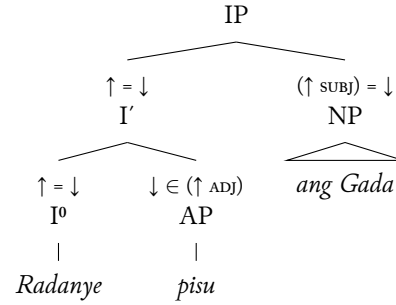 IP
↑ = ↓ (↑ SUBJ) = ↓
I′ NP
↑ = ↓ ↓ ∈ (↑ ADJ) ang Gada
I⁰ AP
Radanye pisu